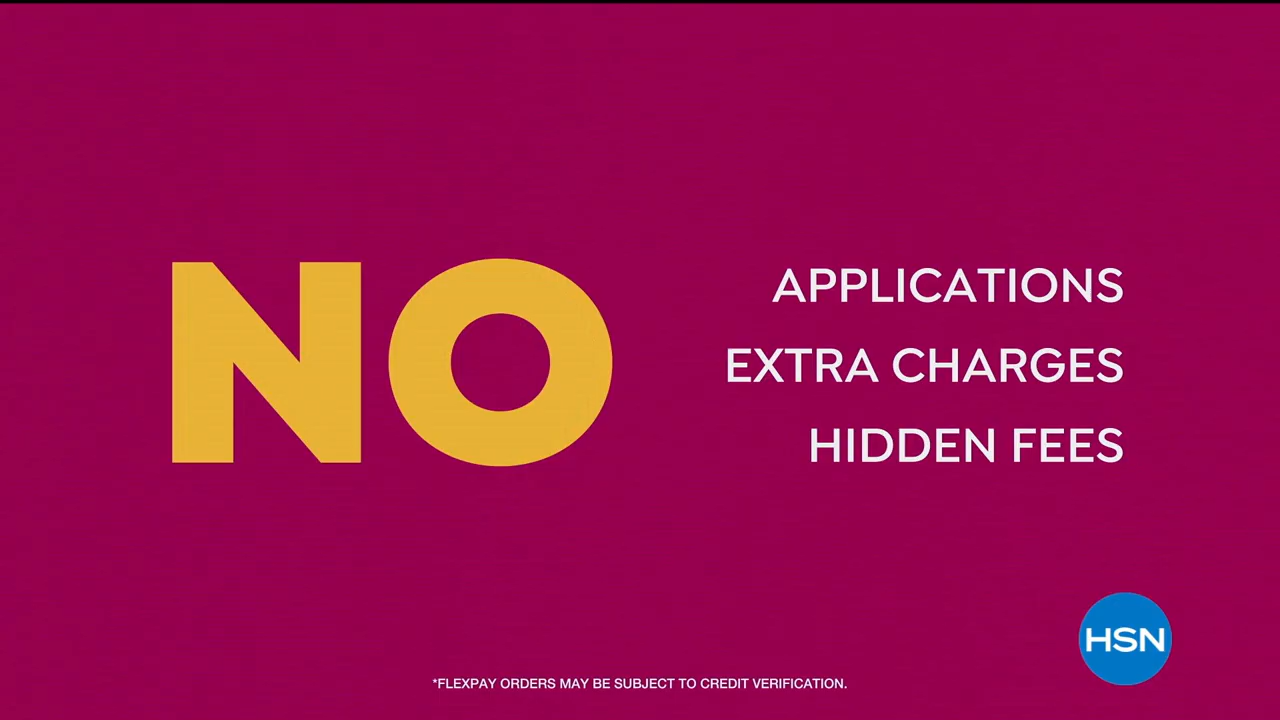 NO
APPLICATIONS
EXTRA CHARGES
HIDDEN FEES
HSN
*FLEXPAY ORDERS MAY BE SUBJECT TO CREDIT VERIFICATION.